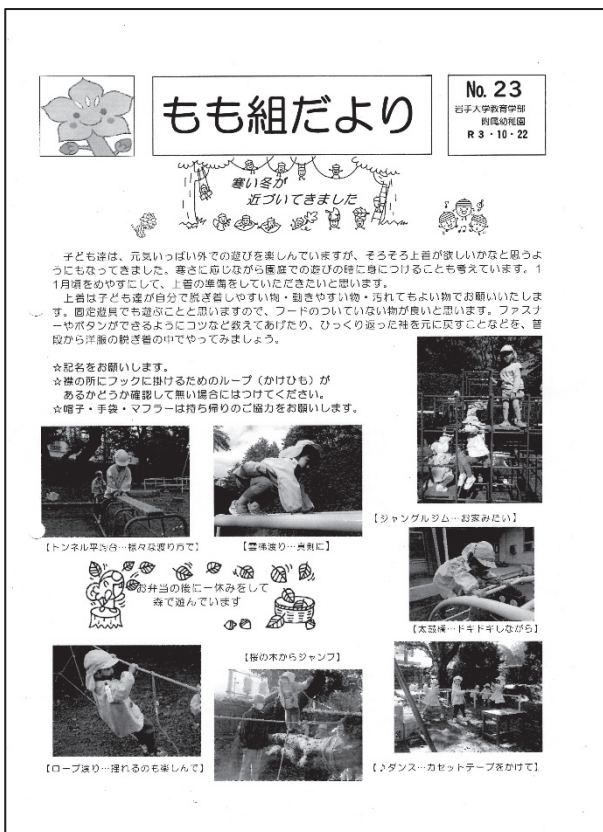 もも組だより
No. 23
岩手大学教育学部
附属幼稚園
R 3・10・22
寒い冬が
近づいてきました
子ども達は、元気いっぱい外での遊びを楽しんでいますが、そろそろ上着が欲しいかなと思うよ
うにもなってきました。寒さに応じながら園庭での遊びの時に身につけることも考えています。1
1月頃をめやすにして、上着の準備をしていただきたいと思います。
上着は子ども達が自分で脱ぎ着しやすい物・動きやすい物・汚れてもよい物でお願いいたしま
す。固定遊具でも遊ぶことと思いますので、フードのついていない物が良いと思います。ファスナ
ーやボタンができるようにコツなど教えてあげたり、ひっくり返った袖を元に戻すことなどを、普
段から洋服の脱ぎ着の中でやってみましょう。
☆記名をお願いします。
☆襟の所にフックに掛けるためのループ（かけひも）が
あるかどうか確認して無い場合にはつけてください。
☆帽子・手袋・マフラーは持ち帰りのご協力をお願いします。
【ジャングルジム…お家みたい】
【トンネル平均台…様々な渡り方で】
【雲梯渡り…真剣に】
お弁当の後に一休みをして
森で遊んでいます
【太鼓橋…ドキドキしながら】
【桜の木からジャンプ】
【ロープ渡り…揺れるのも楽しんで】
【♪ダンス…カセットテープをかけて】